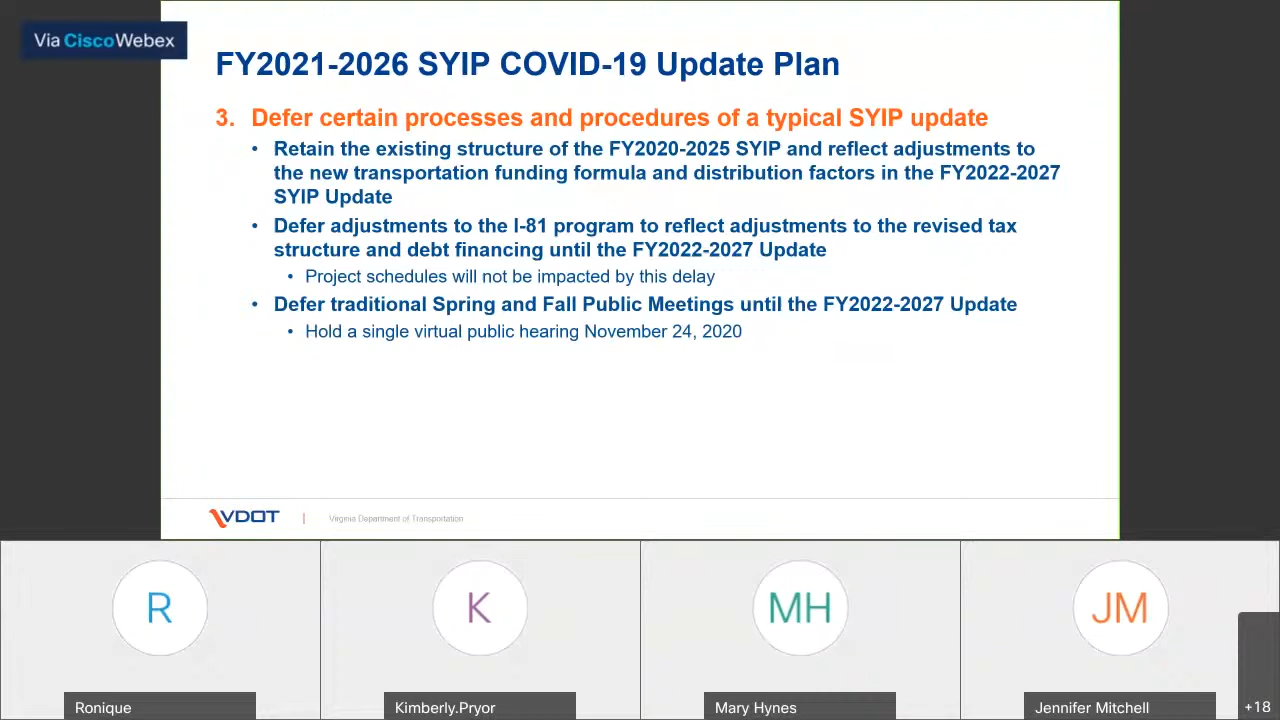 Via CiscoWebex
FY2021-2026 SYIP COVID-19 Update Plan
3. Defer certain processes and procedures of a typical SYIP update
• Retain the existing structure of the FY2020-2025 SYIP and reflect adjustments to
the new transportation funding formula and distribution factors in the FY2022-2027
SYIP Update
• Defer adjustments to the I-81 program to reflect adjustments to the revised tax
structure and debt financing until the FY2022-2027 Update
• Project schedules will not be impacted by this delay
• Defer traditional Spring and Fall Public Meetings until the FY2022-2027 Update
• Hold a single virtual public hearing November 24, 2020
VDOT | Virginia Department of Transportation
R
K
MH
JM
Ronique
Kimberly.Pryor
Mary Hynes
Jennifer Mitchell
+18